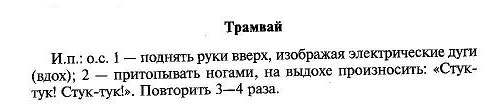 Трамвай
И.п.: о.с. 1 — поднять руки вверх, изображая электрические дуги
(вдох); 2 — притопывать ногами, на выдохе произносить: «Стук-
тук! Стук-тук!». Повторить 3—4 раза.